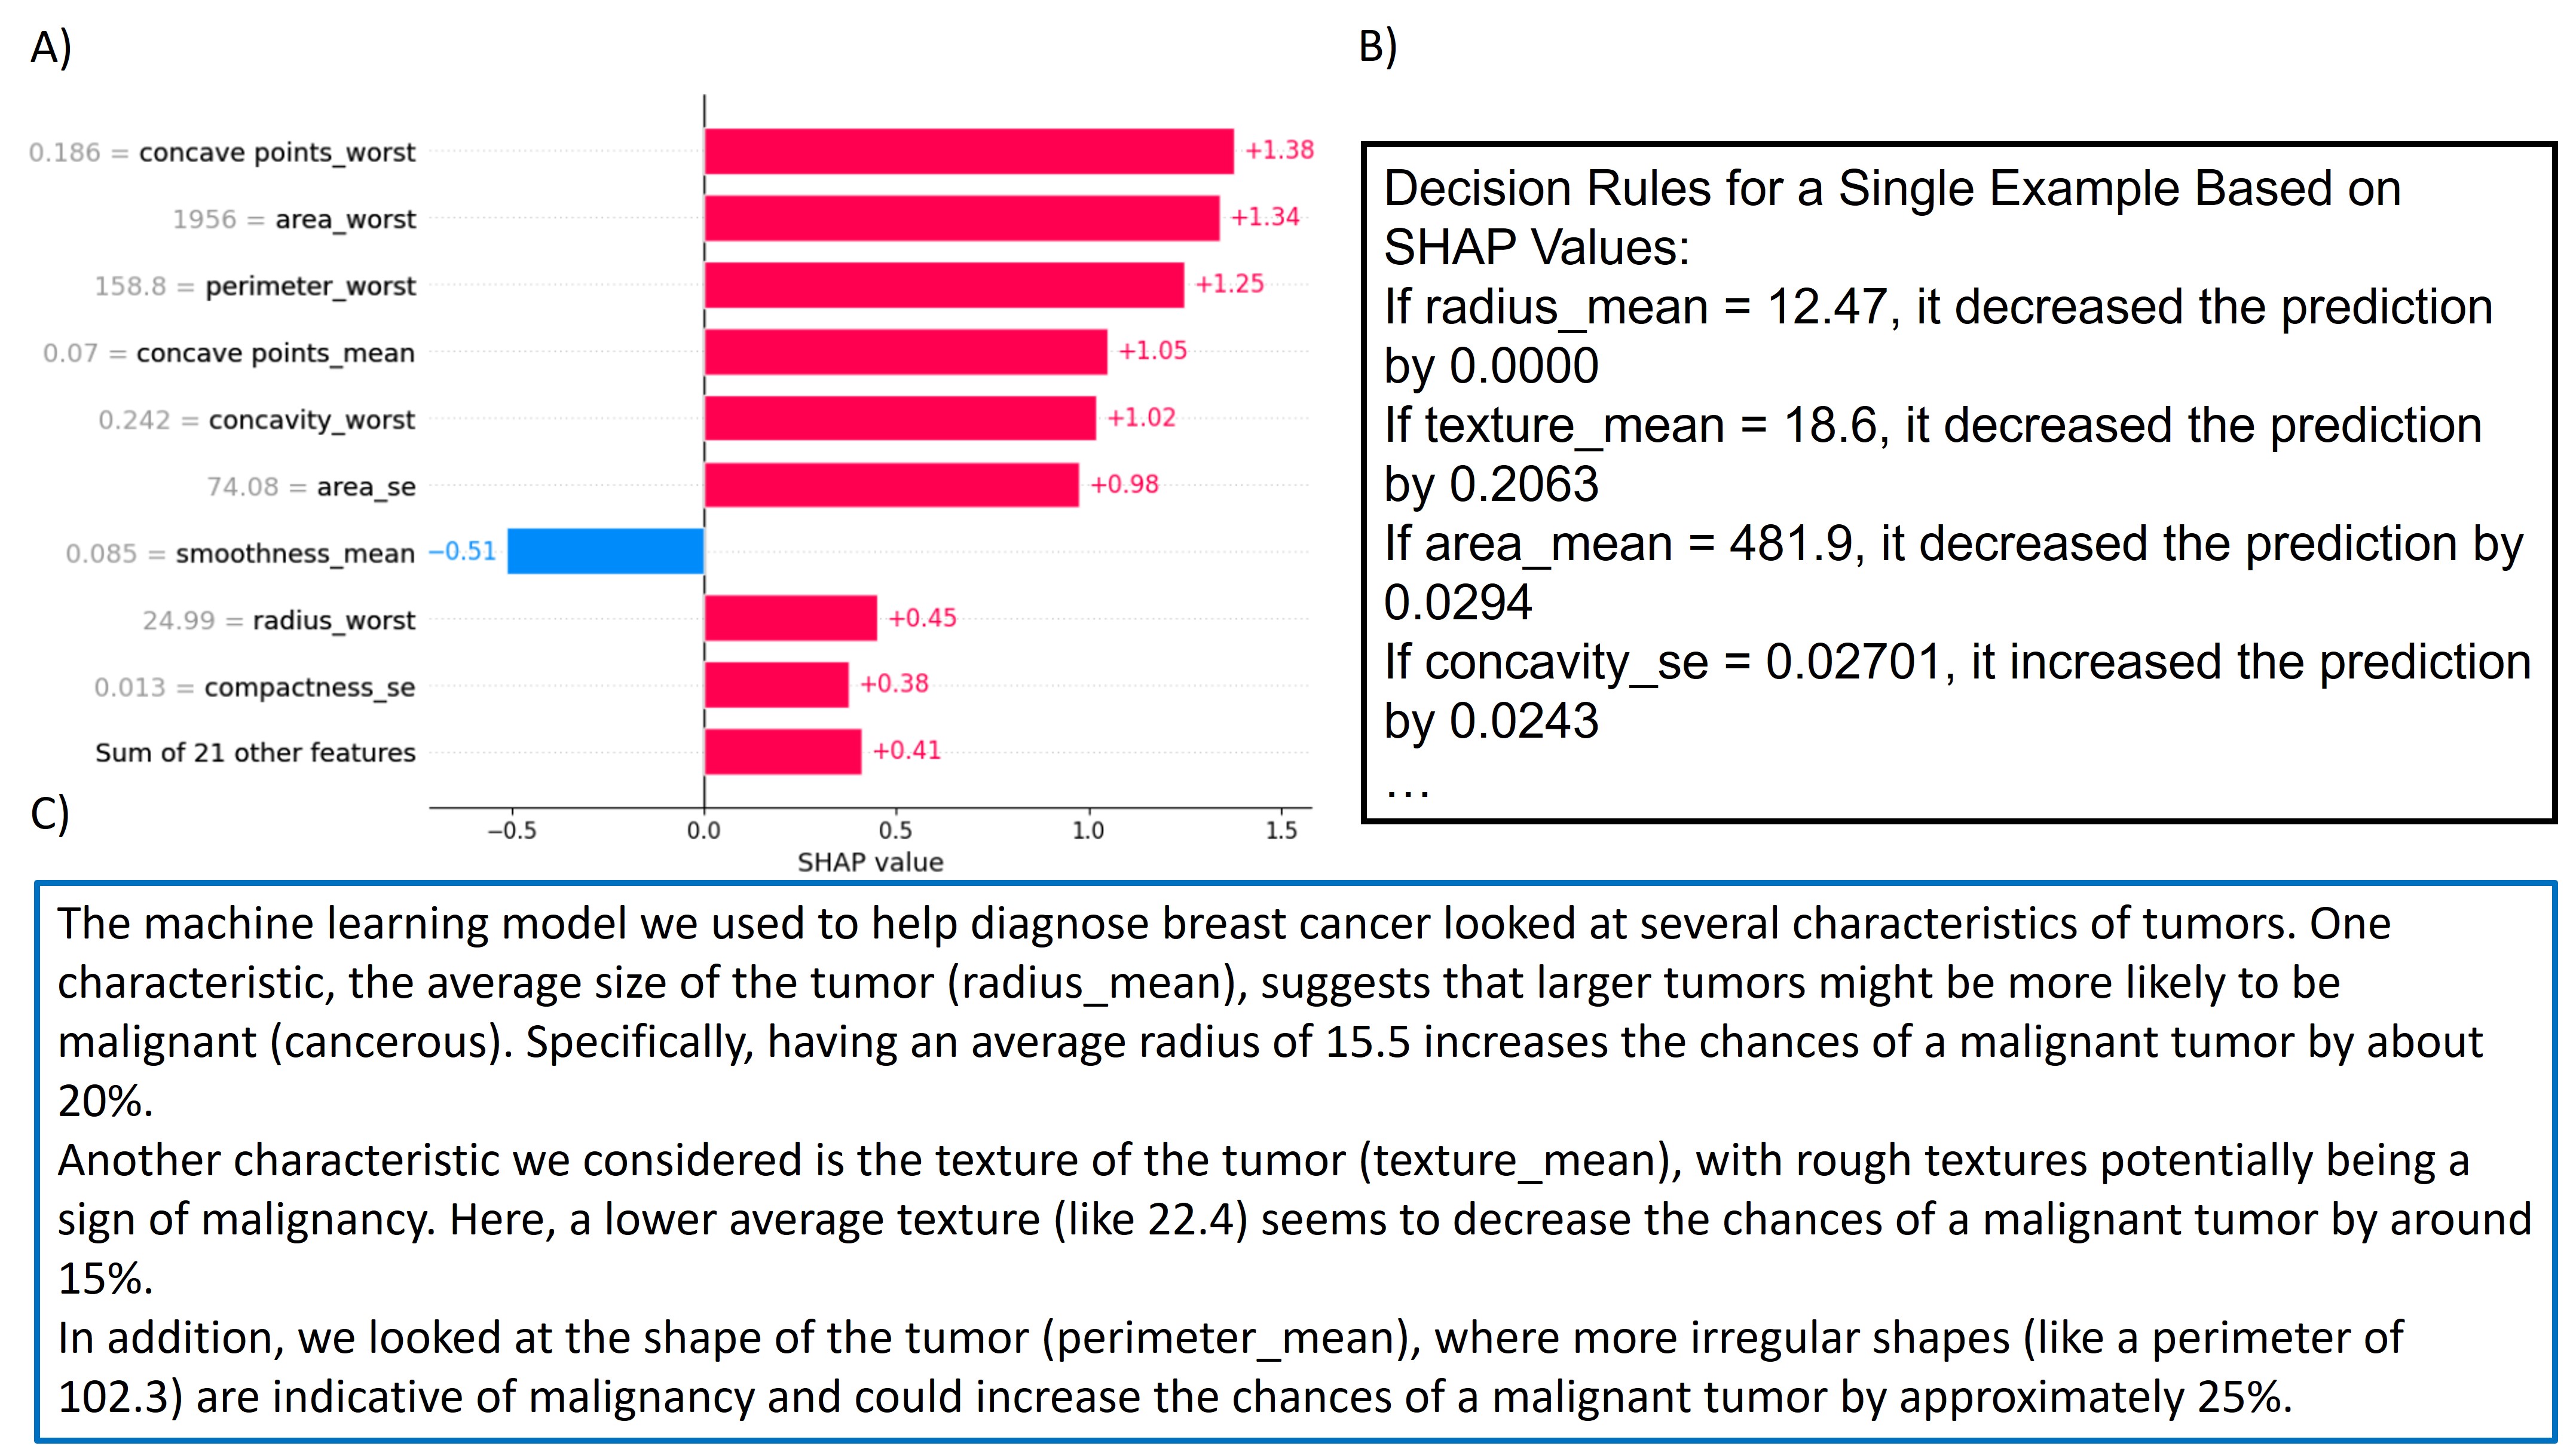 A)
0.186 = concave points_worst
+1.38
1956 = area_worst
+1.34
158.8 = perimeter_worst
+1.25
0.07 = concave points_mean
+1.05
0.242 = concavity_worst
+1.02
74.08 = area_se
+0.98
0.085 = smoothness_mean
−0.51
24.99 = radius_worst
+0.45
0.013 = compactness_se
+0.38
Sum of 21 other features
+0.41
−0.5
0.0
0.5
1.0
1.5
SHAP value
B)
Decision Rules for a Single Example Based on
SHAP Values:
If radius_mean = 12.47, it decreased the prediction
by 0.0000
If texture_mean = 18.6, it decreased the prediction
by 0.2063
If area_mean = 481.9, it decreased the prediction by
0.0294
If concavity_se = 0.02701, it increased the prediction
by 0.0243
…
C)
The machine learning model we used to help diagnose breast cancer looked at several characteristics of tumors. One
characteristic, the average size of the tumor (radius_mean), suggests that larger tumors might be more likely to be
malignant (cancerous). Specifically, having an average radius of 15.5 increases the chances of a malignant tumor by about
20%.
Another characteristic we considered is the texture of the tumor (texture_mean), with rough textures potentially being a
sign of malignancy. Here, a lower average texture (like 22.4) seems to decrease the chances of a malignant tumor by around
15%.
In addition, we looked at the shape of the tumor (perimeter_mean), where more irregular shapes (like a perimeter of
102.3) are indicative of malignancy and could increase the chances of a malignant tumor by approximately 25%.